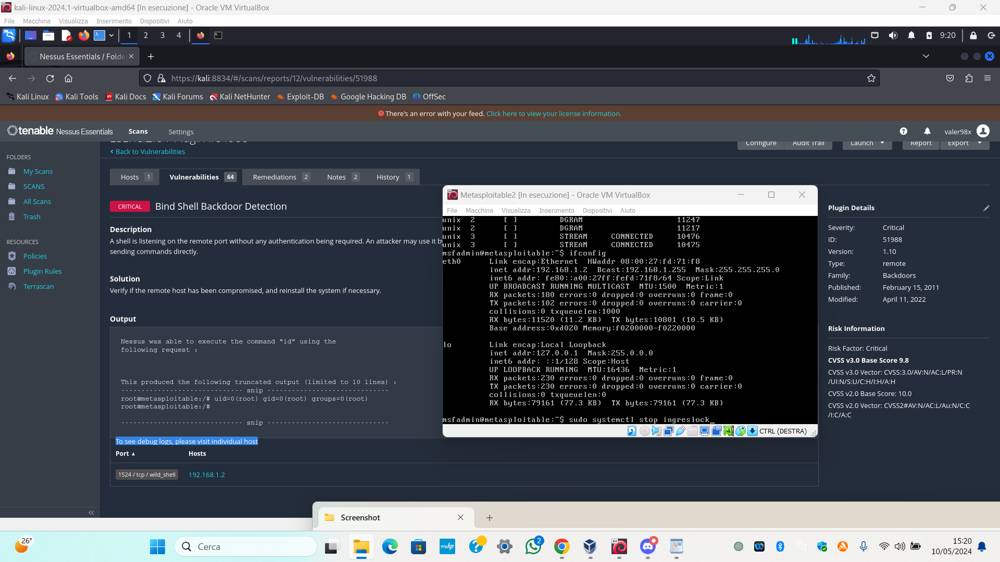 kali-linux-2024.1-virtualbox-amd64 [In esecuzione] - Oracle VM VirtualBox
File Macchina Visualizza Inserimento Dispositivi Aiuto
1 2 3 4 9:20
Nessus Essentials / Folde
https://kali:8834/#/scans/reports/12/vulnerabilities/51988
Kali Linux Kali Tools Kali Docs Kali Forums Kali NetHunter Exploit-DB Google Hacking DB OffSec
There's an error with your feed. Click here to view your license information.
tenable Nessus Essentials Scans Settings valer98x
Configure Audit Trail Launch Report Export
Back to Vulnerabilities
FOLDERS
My Scans
SCANS
All Scans
Trash
RESOURCES
Policies
Plugin Rules
Terrascan
Hosts 1 Vulnerabilities 64 Remediations 2 Notes 2 History 1
CRITICAL Bind Shell Backdoor Detection
Description
A shell is listening on the remote port without any authentication being required. An attacker may use it by
sending commands directly.
Solution
Verify if the remote host has been compromised, and reinstall the system if necessary.
Output
Nessus was able to execute the command "id" using the
following request :
This produced the following truncated output (limited to 10 lines) :
------------------------------ snip ------------------------------
root@metasploitable:/# uid=0(root) gid=0(root) groups=0(root)
root@metasploitable:/#
------------------------------ snip ------------------------------
To see debug logs, please visit individual host
Port Hosts
1524 / tcp / wild_shell 192.168.1.2
Metasploitable2 [In esecuzione] - Oracle VM VirtualBox
File Macchina Visualizza Inserimento Dispositivi Aiuto
unix 2 [ ] DGRAM 11247
unix 2 [ ] DGRAM 11217
unix 3 [ ] STREAM CONNECTED 10476
unix 3 [ ] STREAM CONNECTED 10475
msfadmin@metasploitable:~$ ifconfig
eth0 Link encap:Ethernet HWaddr 08:00:27:fd:71:f8
inet addr:192.168.1.2 Bcast:192.168.1.255 Mask:255.255.255.0
inet6 addr: fe80::a00:27ff:fefd:71f8/64 Scope:Link
UP BROADCAST RUNNING MULTICAST MTU:1500 Metric:1
RX packets:180 errors:0 dropped:0 overruns:0 frame:0
TX packets:102 errors:0 dropped:0 overruns:0 carrier:0
collisions:0 txqueuelen:1000
RX bytes:11520 (11.2 KB) TX bytes:10801 (10.5 KB)
Base address:0xd020 Memory:f0200000-f0220000
lo Link encap:Local Loopback
inet addr:127.0.0.1 Mask:255.0.0.0
inet6 addr: ::1/128 Scope:Host
UP LOOPBACK RUNNING MTU:16436 Metric:1
RX packets:230 errors:0 dropped:0 overruns:0 frame:0
TX packets:230 errors:0 dropped:0 overruns:0 carrier:0
collisions:0 txqueuelen:0
RX bytes:79161 (77.3 KB) TX bytes:79161 (77.3 KB)
msfadmin@metasploitable:~$ sudo systemctl stop ingreslock_
CTRL (DESTRA)
Plugin Details
Severity: Critical
ID: 51988
Version: 1.10
Type: remote
Family: Backdoors
Published: February 15, 2011
Modified: April 11, 2022
Risk Information
Risk Factor: Critical
CVSS v3.0 Base Score 9.8
CVSS v3.0 Vector: CVSS:3.0/AV:N/AC:L/PR:N
/UI:N/S:U/C:H/I:H/A:H
CVSS v2.0 Base Score: 10.0
CVSS v2.0 Vector: CVSS2#AV:N/AC:L/Au:N/C:C
/I:C/A:C
Screenshot
26°
Cerca
myhp
2
64
15:20
10/05/2024